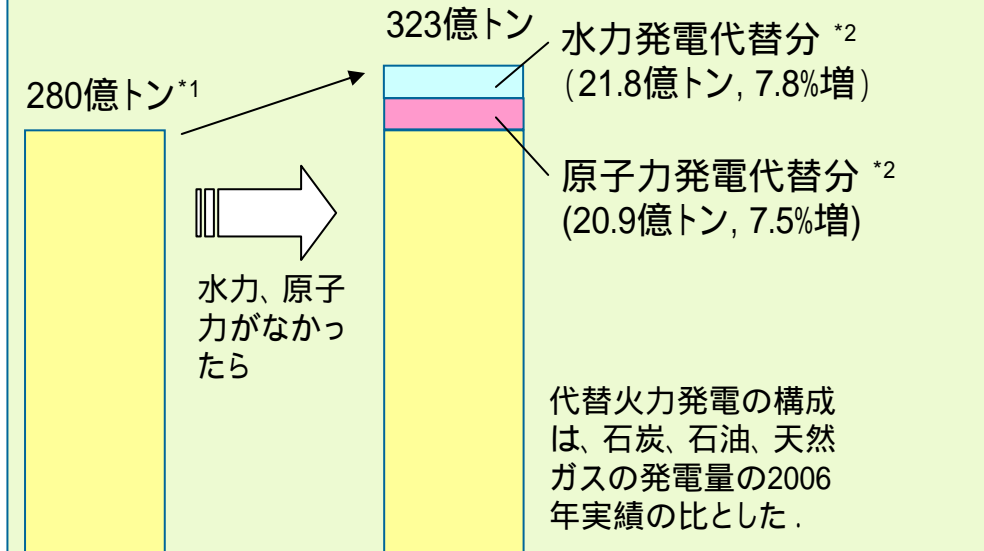 323億トン
280億トン*1
水力発電代替分 *2
(21.8億トン, 7.8%増)
原子力発電代替分 *2
(20.9億トン, 7.5%増)
水力、原子
力がなかっ
たら
代替火力発電の構成
は、石炭、石油、天然
ガスの発電量の2006
年実績の比とした.